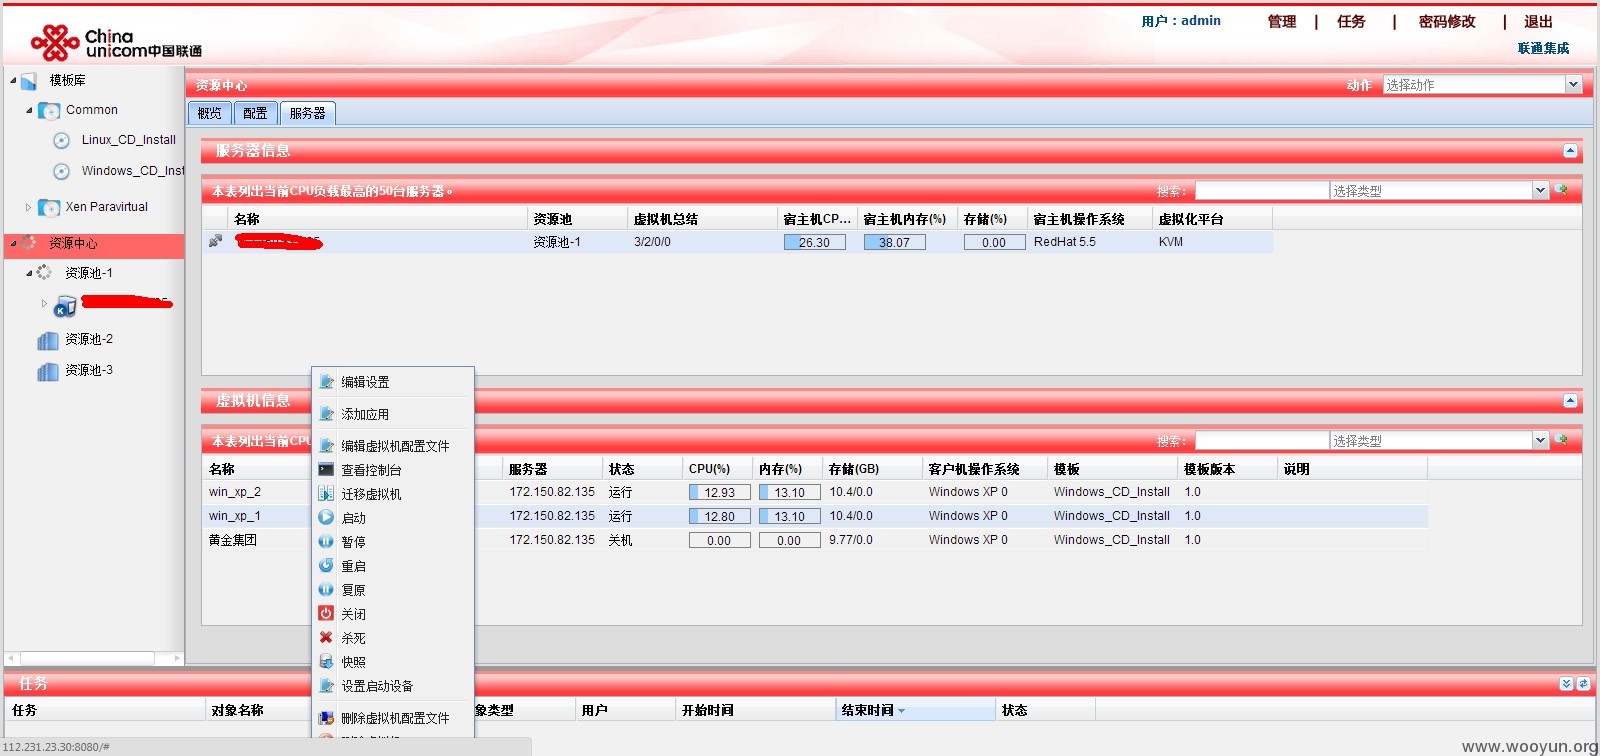 China
unicom中国联通
用户：admin 管理 | 任务 | 密码修改 | 退出
联通集成
模板库
Common
Linux_CD_Install
Windows_CD_Inst
Xen Paravirtual
资源中心
资源池-1
资源池-2
资源池-3
资源中心 动作 选择动作
概览 配置 服务器
服务器信息
本表列出当前CPU负载最高的50台服务器。 搜索： 选择类型
名称 资源池 虚拟机总结 宿主机CP... 宿主机内存(%) 存储(%) 宿主机操作系统 虚拟化平台
资源池-1 3/2/0/0 26.30 38.07 0.00 RedHat 5.5 KVM
虚拟机信息
本表列出当前CPU 搜索： 选择类型
名称 服务器 状态 CPU(%) 内存(%) 存储(GB) 客户机操作系统 模板 模板版本 说明
win_xp_2 172.150.82.135 运行 12.93 13.10 10.4/0.0 Windows XP 0 Windows_CD_Install 1.0
win_xp_1 172.150.82.135 运行 12.80 13.10 10.4/0.0 Windows XP 0 Windows_CD_Install 1.0
黄金集团 172.150.82.135 关机 0.00 0.00 9.77/0.0 Windows XP 0 Windows_CD_Install 1.0
编辑设置
添加应用
编辑虚拟机配置文件
查看控制台
迁移虚拟机
启动
暂停
重启
复原
关闭
杀死
快照
设置启动设备
删除虚拟机配置文件
任务
任务 对象名称 象类型 用户 开始时间 结束时间 状态
112.231.23.30:8080/#
www.wooyun.org